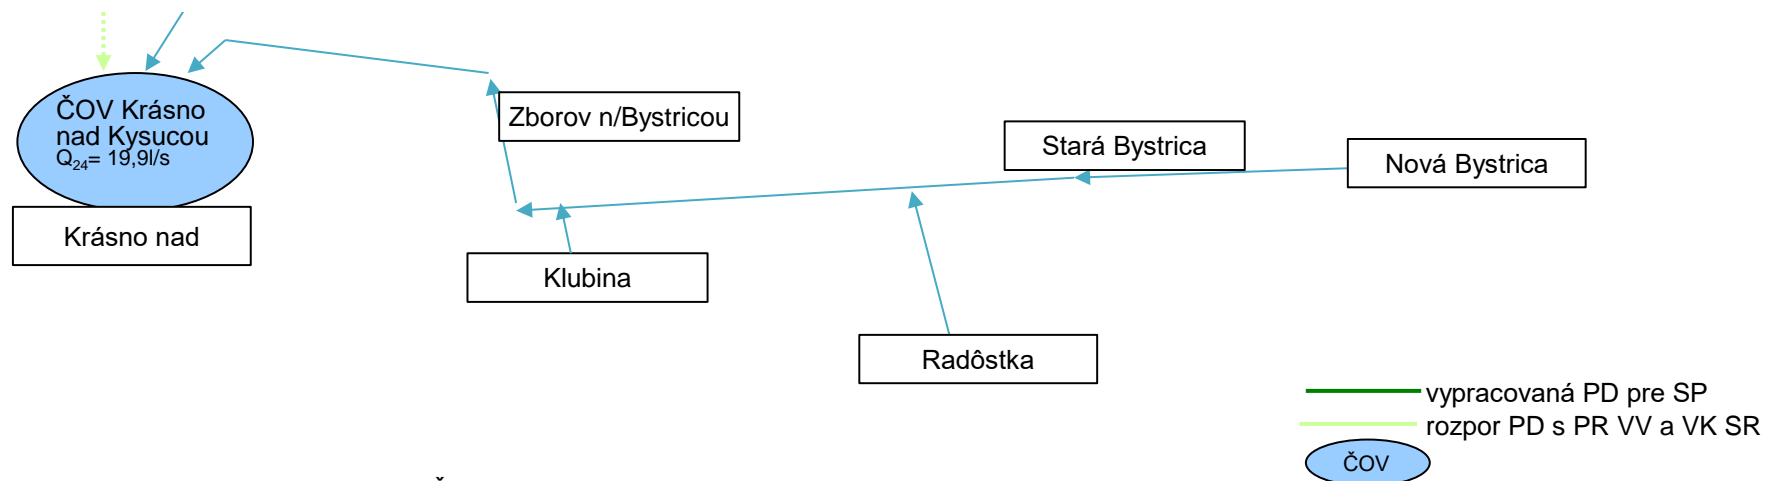 ČOV Krásno
nad Kysucou
Q24= 19,9l/s
Krásno nad
Zborov n/Bystricou
Stará Bystrica
Nová Bystrica
Klubina
Radôstka
vypracovaná PD pre SP
rozpor PD s PR VV a VK SR
ČOV